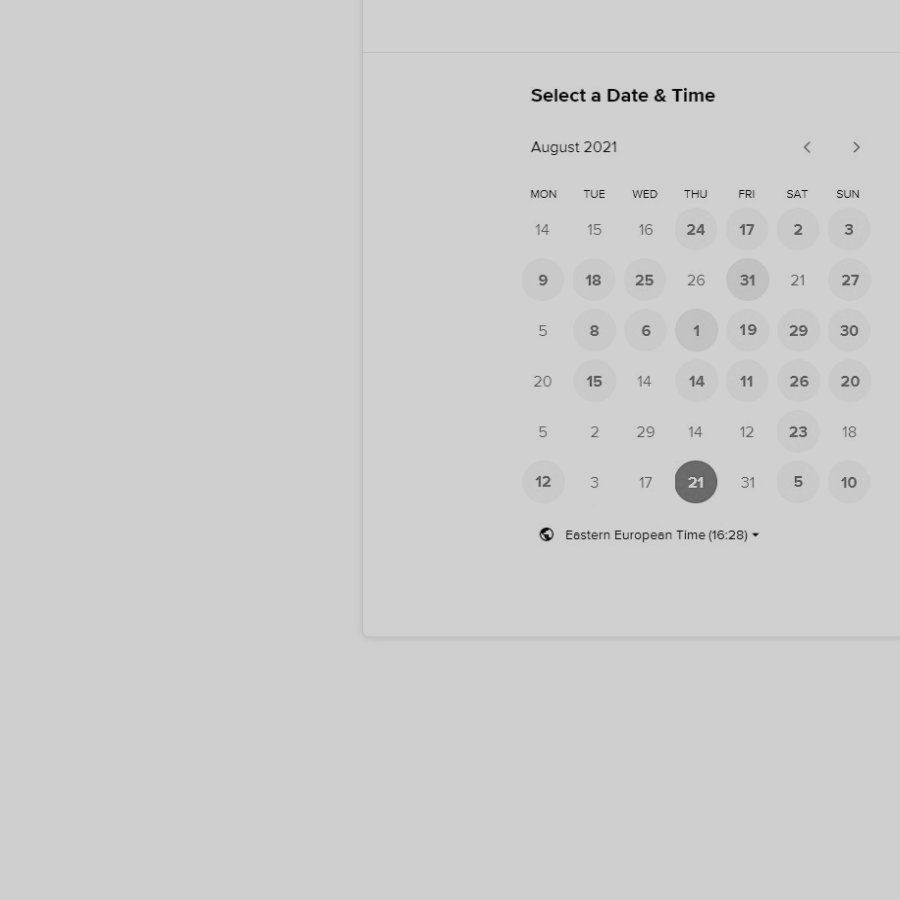 Select a Date & Time
August 2021
MON TUE WED THU FRI SAT SUN
14 15 16 24 17 2 3
9 18 25 26 31 21 27
5 8 6 1 19 29 30
20 15 14 14 11 26 20
5 2 29 14 12 23 18
12 3 17 21 31 5 10
Eastern European Time (16:28)